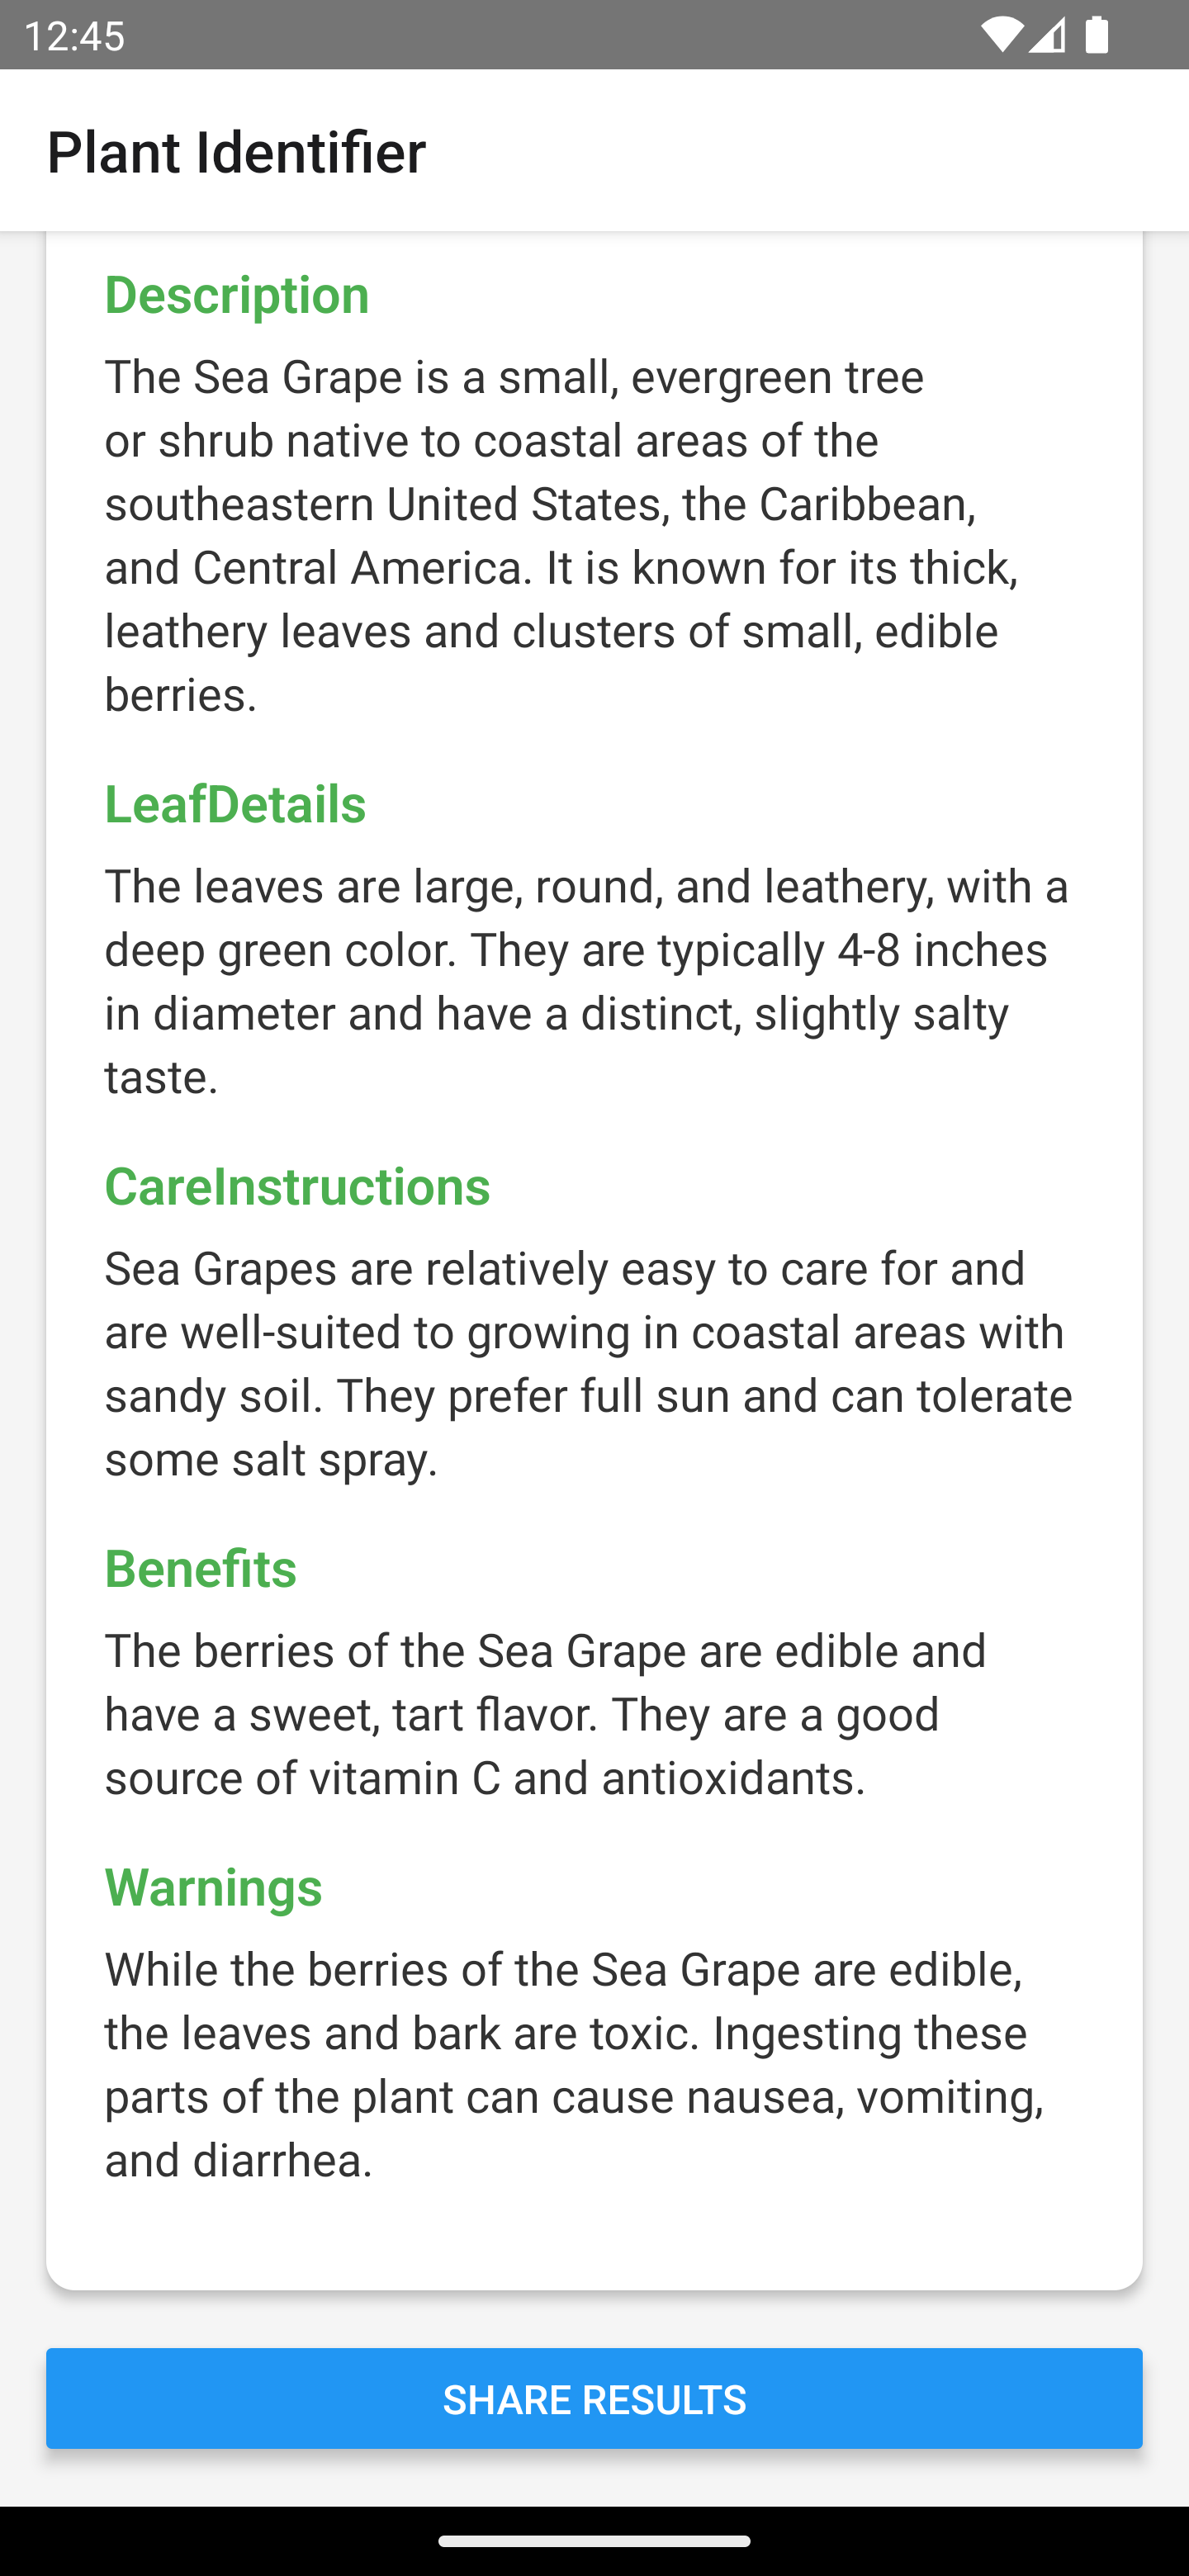 12:45
Plant Identifier
Description
The Sea Grape is a small, evergreen tree
or shrub native to coastal areas of the
southeastern United States, the Caribbean,
and Central America. It is known for its thick,
leathery leaves and clusters of small, edible
berries.
LeafDetails
The leaves are large, round, and leathery, with a
deep green color. They are typically 4-8 inches
in diameter and have a distinct, slightly salty
taste.
CareInstructions
Sea Grapes are relatively easy to care for and
are well-suited to growing in coastal areas with
sandy soil. They prefer full sun and can tolerate
some salt spray.
Benefits
The berries of the Sea Grape are edible and
have a sweet, tart flavor. They are a good
source of vitamin C and antioxidants.
Warnings
While the berries of the Sea Grape are edible,
the leaves and bark are toxic. Ingesting these
parts of the plant can cause nausea, vomiting,
and diarrhea.
SHARE RESULTS